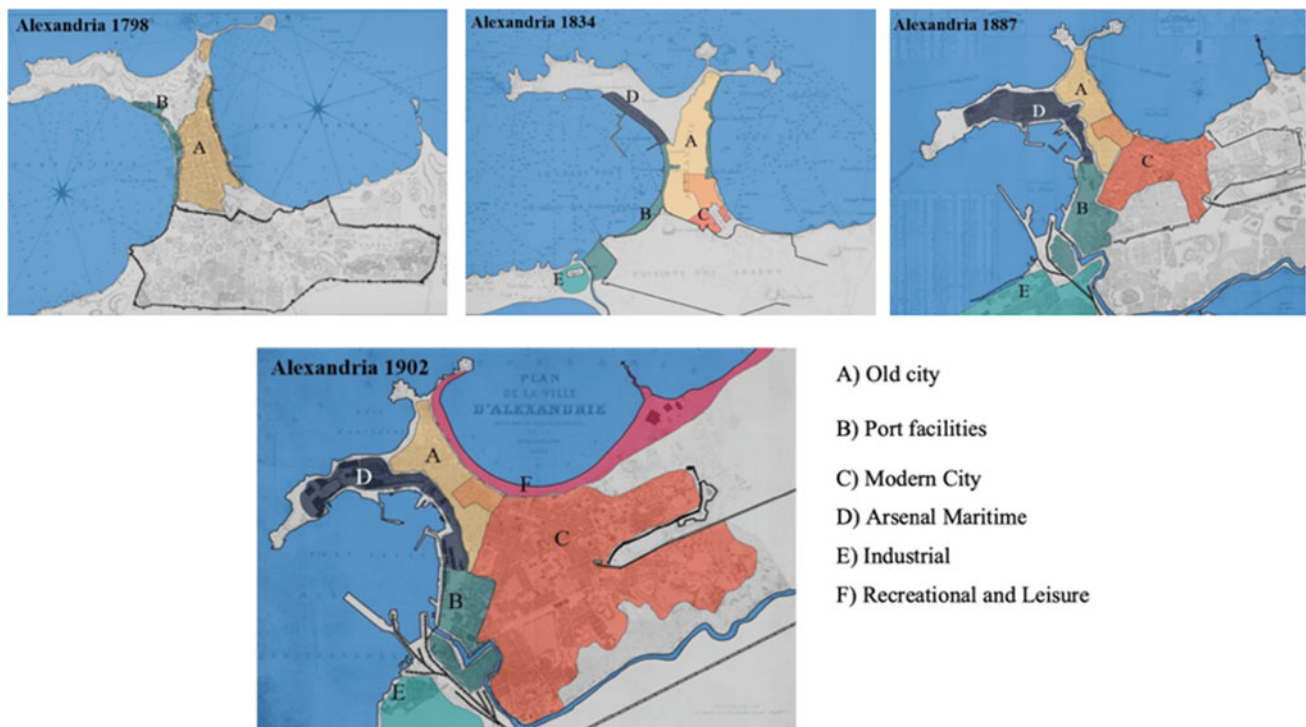 Alexandria 1798
B
A
Alexandria 1834
D
A
B
C
E
Alexandria 1887
A
D
C
B
E
Alexandria 1902
PLAN
DE LA VILLE
D'ALEXANDRIE
A
D
F
C
B
E
A) Old city
B) Port facilities
C) Modern City
D) Arsenal Maritime
E) Industrial
F) Recreational and Leisure